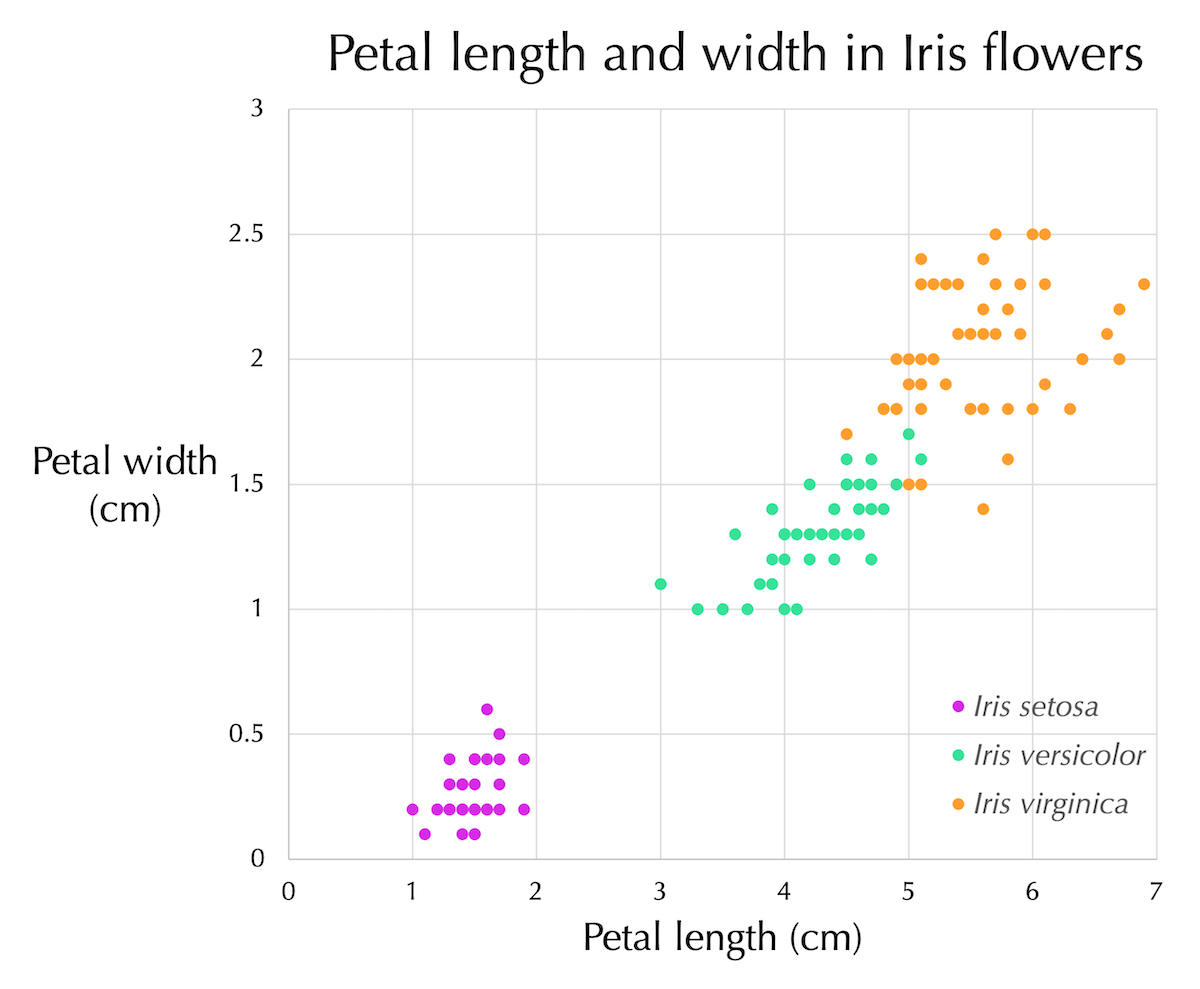 Petal length and width in Iris flowers
3
2.5
2
Petal width
(cm)
1.5
1
0.5
0
Iris setosa
Iris versicolor
Iris virginica
0 1 2 3 4 5 6 7
Petal length (cm)